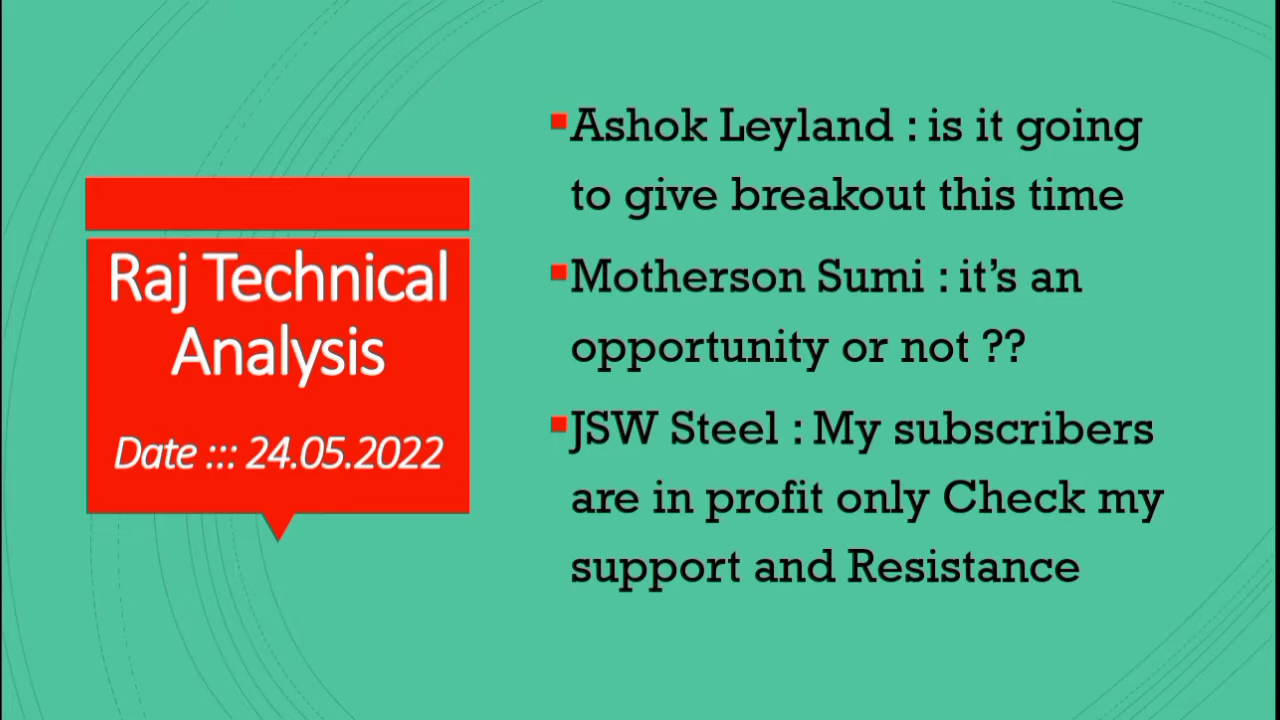 Raj Technical
Analysis
Date ::: 24.05.2022
Ashok Leyland : is it going
to give breakout this time
Motherson Sumi : it’s an
opportunity or not ??
JSW Steel : My subscribers
are in profit only Check my
support and Resistance